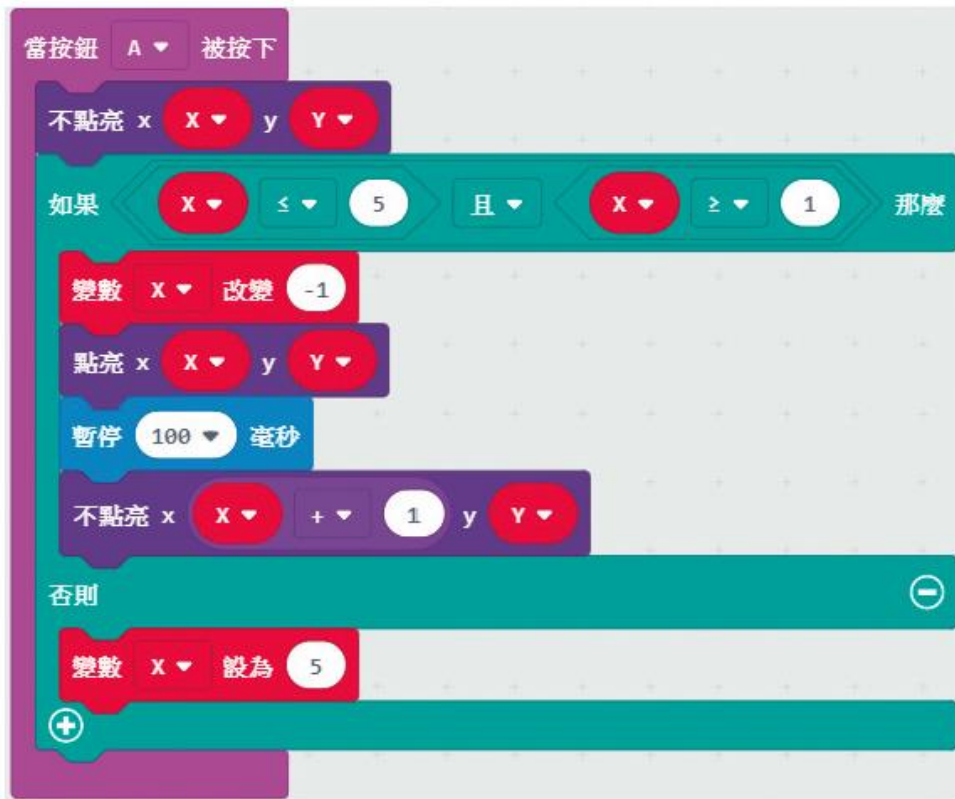 當按鈕 A 被按下
不點亮 x X y Y
如果 X ≤ 5 且 X ≥ 1 那麼
變數 X 改變 -1
點亮 x X y Y
暫停 100 毫秒
不點亮 x X + 1 y Y
否則
變數 X 設為 5